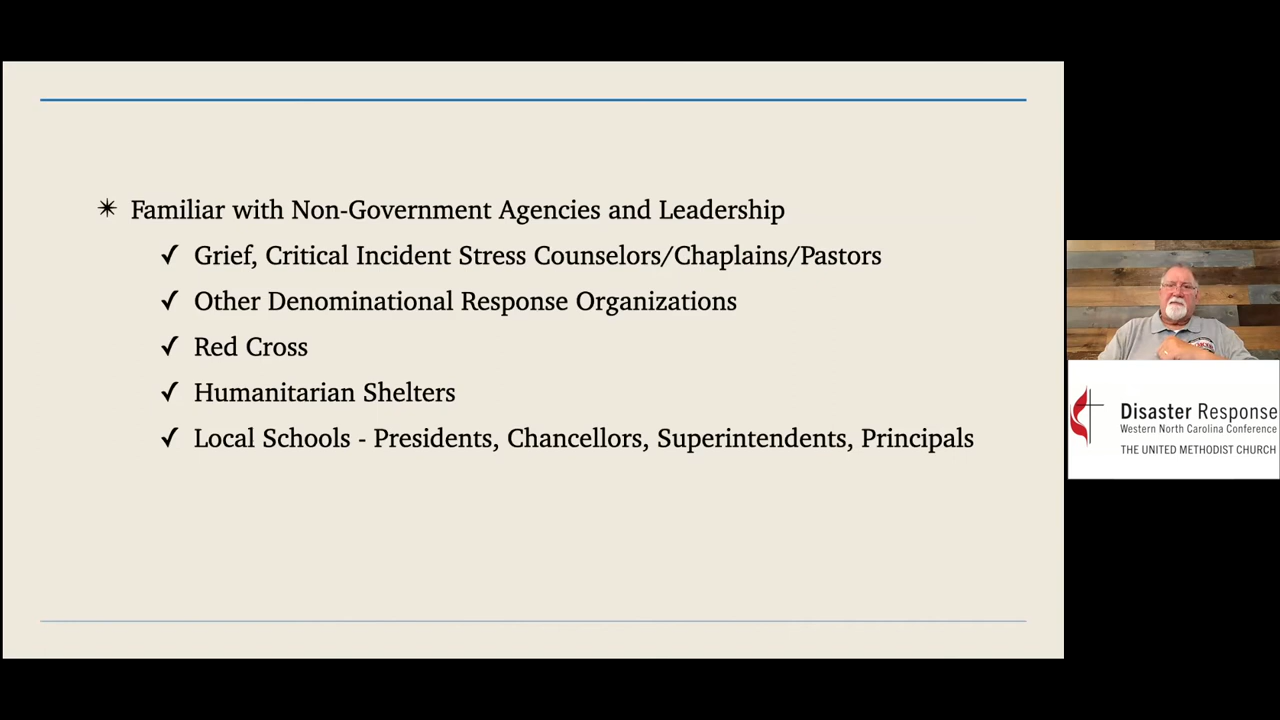 ✴ Familiar with Non-Government Agencies and Leadership
✓ Grief, Critical Incident Stress Counselors/Chaplains/Pastors
✓ Other Denominational Response Organizations
✓ Red Cross
✓ Humanitarian Shelters
✓ Local Schools - Presidents, Chancellors, Superintendents, Principals
Disaster Response
Western North Carolina Conference
THE UNITED METHODIST CHURCH